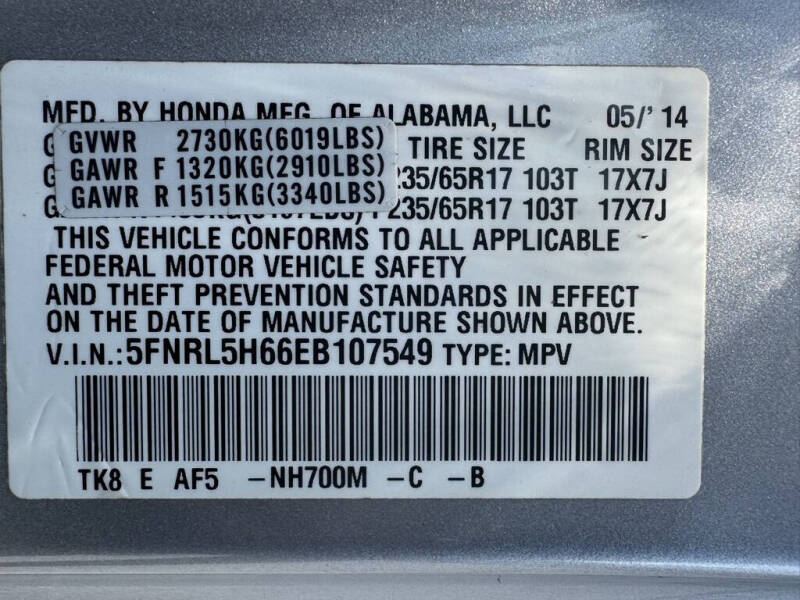 MFD. BY HONDA MFG. OF ALABAMA, LLC 05/'14
GVWR 2730KG(6019LBS) TIRE SIZE RIM SIZE
GAWR F 1320KG(2910LBS) 235/65R17 103T 17X7J
GAWR R 1515KG(3340LBS) 235/65R17 103T 17X7J
THIS VEHICLE CONFORMS TO ALL APPLICABLE
FEDERAL MOTOR VEHICLE SAFETY
AND THEFT PREVENTION STANDARDS IN EFFECT
ON THE DATE OF MANUFACTURE SHOWN ABOVE.
V.I.N.:5FNRL5H66EB107549 TYPE: MPV
TK8 E AF5 -NH700M -C -B